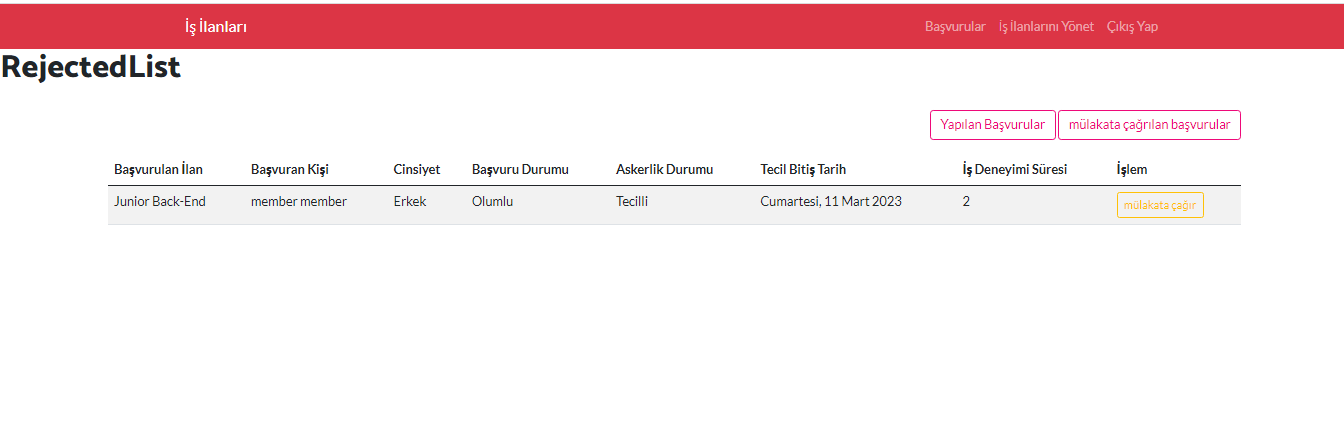 İş İlanları Başvurular İş İlanlarını Yönet Çıkış Yap
RejectedList
Yapılan Başvurular mülakata çağrılan başvurular
Başvurulan İlan Başvuran Kişi Cinsiyet Başvuru Durumu Askerlik Durumu Tecil Bitiş Tarih İş Deneyimi Süresi İşlem
Junior Back-End member member Erkek Olumlu Tecilli Cumartesi, 11 Mart 2023 2 mülakata çağır